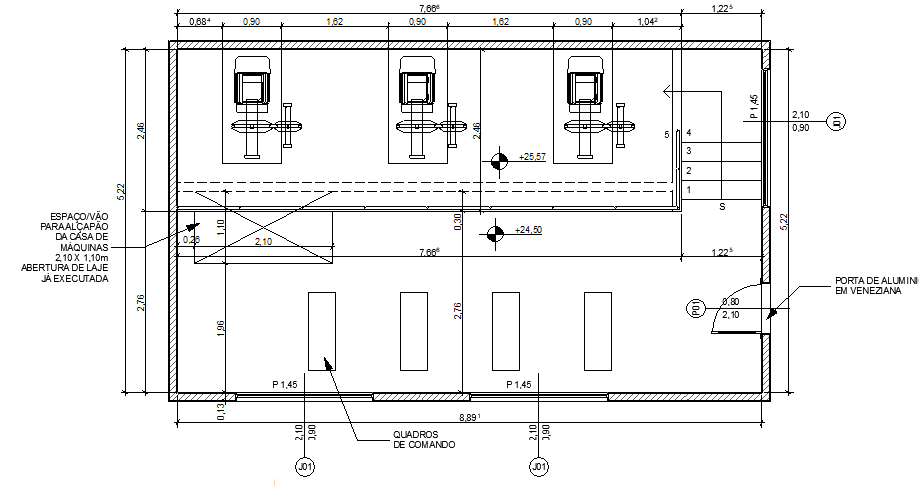 7,66⁶
1,22⁵
0,68⁴
0,90
1,62
0,90
1,62
0,90
1,04²
P 1,45
2,10
0,90
J01
2,46
2,46
5
4
3
2
1
S
+25,57
5,22
5,22
ESPAÇO/VÃO
PARA ALÇAPÃO
DA CASA DE
MÁQUINAS
2,10 X 1,10m
ABERTURA DE LAJE
JÁ EXECUTADA
1,10
0,30
+24,50
0,26
2,10
7,66⁶
1,22⁵
PORTA DE ALUMINI
EM VENEZIANA
P01
0,80
2,10
2,76
2,76
1,96
P 1,45
P 1,45
0,13
8,89¹
2,10
0,90
2,10
0,90
QUADROS
DE COMANDO
J01
J01